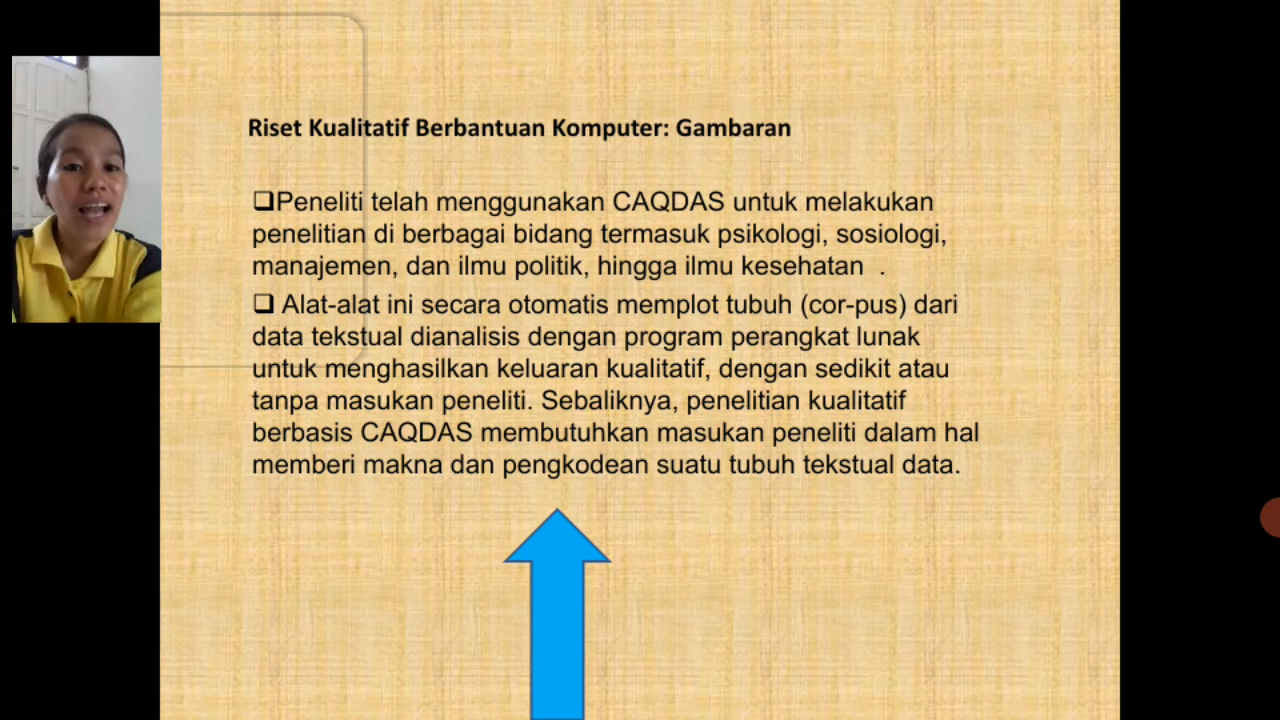 Riset Kualitatif Berbantuan Komputer: Gambaran
❑Peneliti telah menggunakan CAQDAS untuk melakukan
penelitian di berbagai bidang termasuk psikologi, sosiologi,
manajemen, dan ilmu politik, hingga ilmu kesehatan  .
❑ Alat-alat ini secara otomatis memplot tubuh (cor-pus) dari
data tekstual dianalisis dengan program perangkat lunak
untuk menghasilkan keluaran kualitatif, dengan sedikit atau
tanpa masukan peneliti. Sebaliknya, penelitian kualitatif
berbasis CAQDAS membutuhkan masukan peneliti dalam hal
memberi makna dan pengkodean suatu tubuh tekstual data.